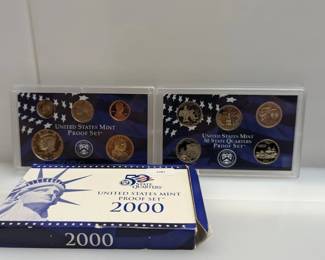 UNITED STATES MINT
PROOF SET
UNITED STATES MINT
50 STATE QUARTERS
PROOF SET
50
STATE
QUARTERS
UNITED STATES MINT
PROOF SET
2000
2000